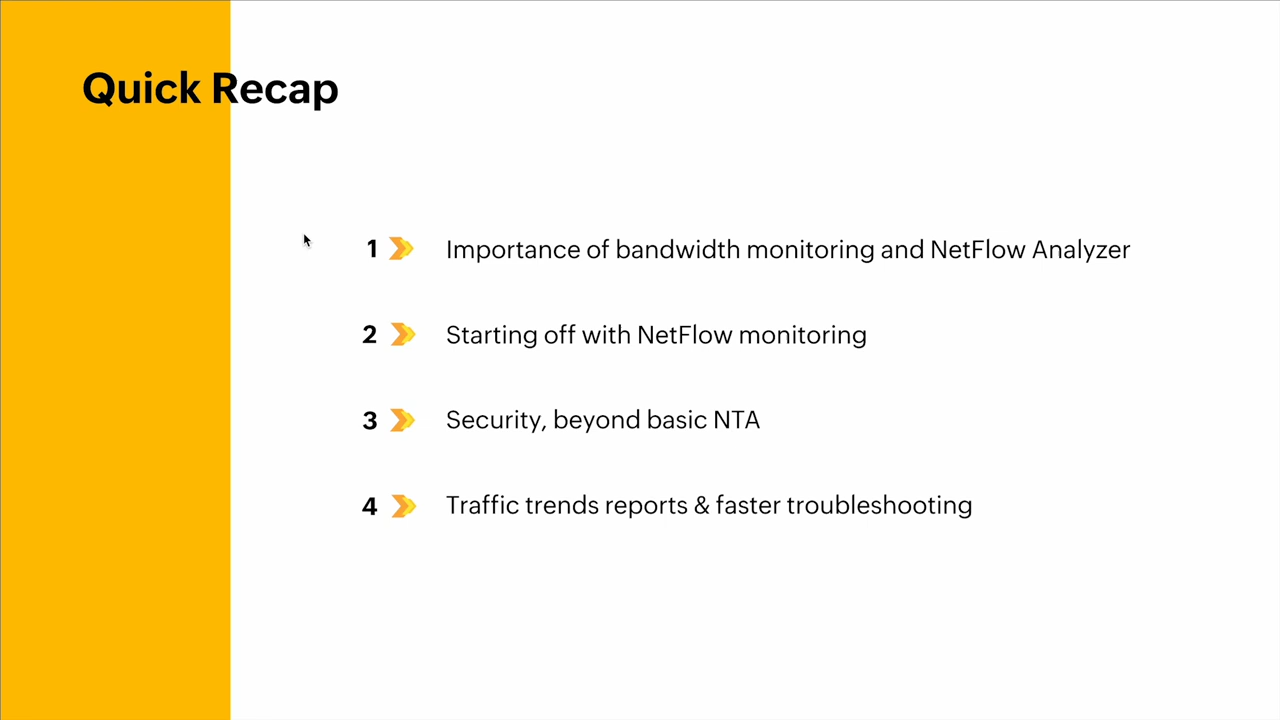 Quick Recap
1 Importance of bandwidth monitoring and NetFlow Analyzer
2 Starting off with NetFlow monitoring
3 Security, beyond basic NTA
4 Traffic trends reports & faster troubleshooting